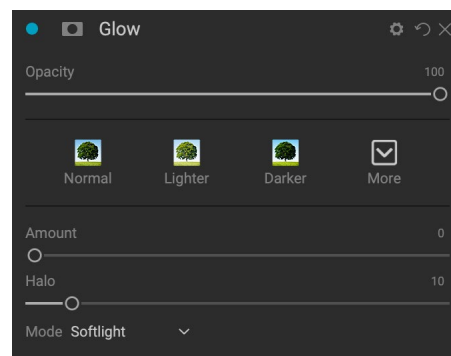 Glow
Opacity 100
Normal Lighter Darker More
Amount 0
Halo 10
Mode Softlight